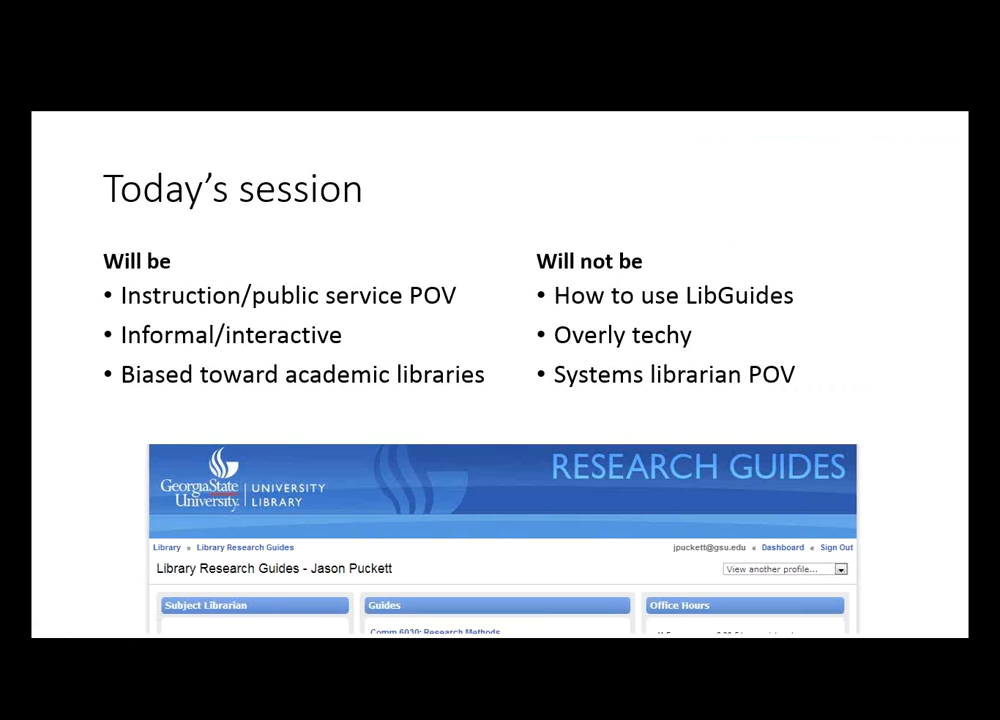 Today's session
Will be
• Instruction/public service POV
• Informal/interactive
• Biased toward academic libraries
Will not be
• How to use LibGuides
• Overly techy
• Systems librarian POV
GeorgiaState University. UNIVERSITY LIBRARY
RESEARCH GUIDES
Library » Library Research Guides
jpuckett@gsu.edu « Dashboard « Sign Out
Library Research Guides - Jason Puckett
View another profile...
Subject Librarian
Guides
Office Hours
Comm 6030: Research Methods